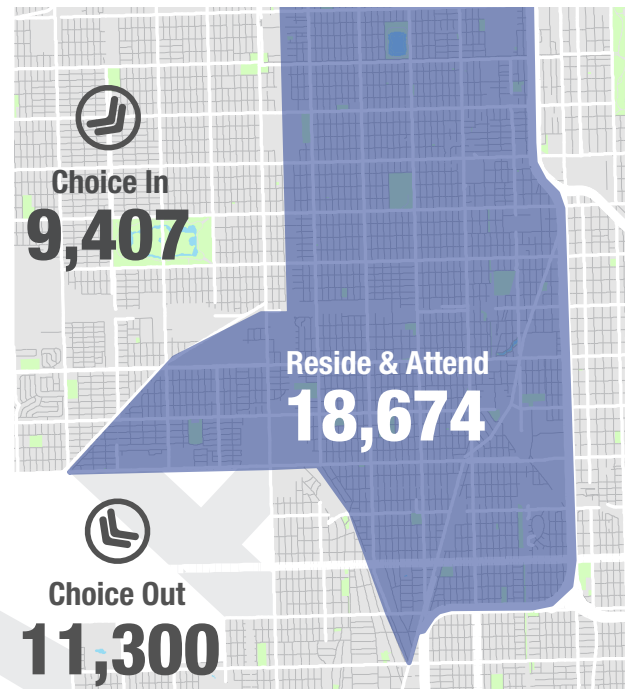 Choice In
9,407
Reside & Attend
18,674
Choice Out
11,300